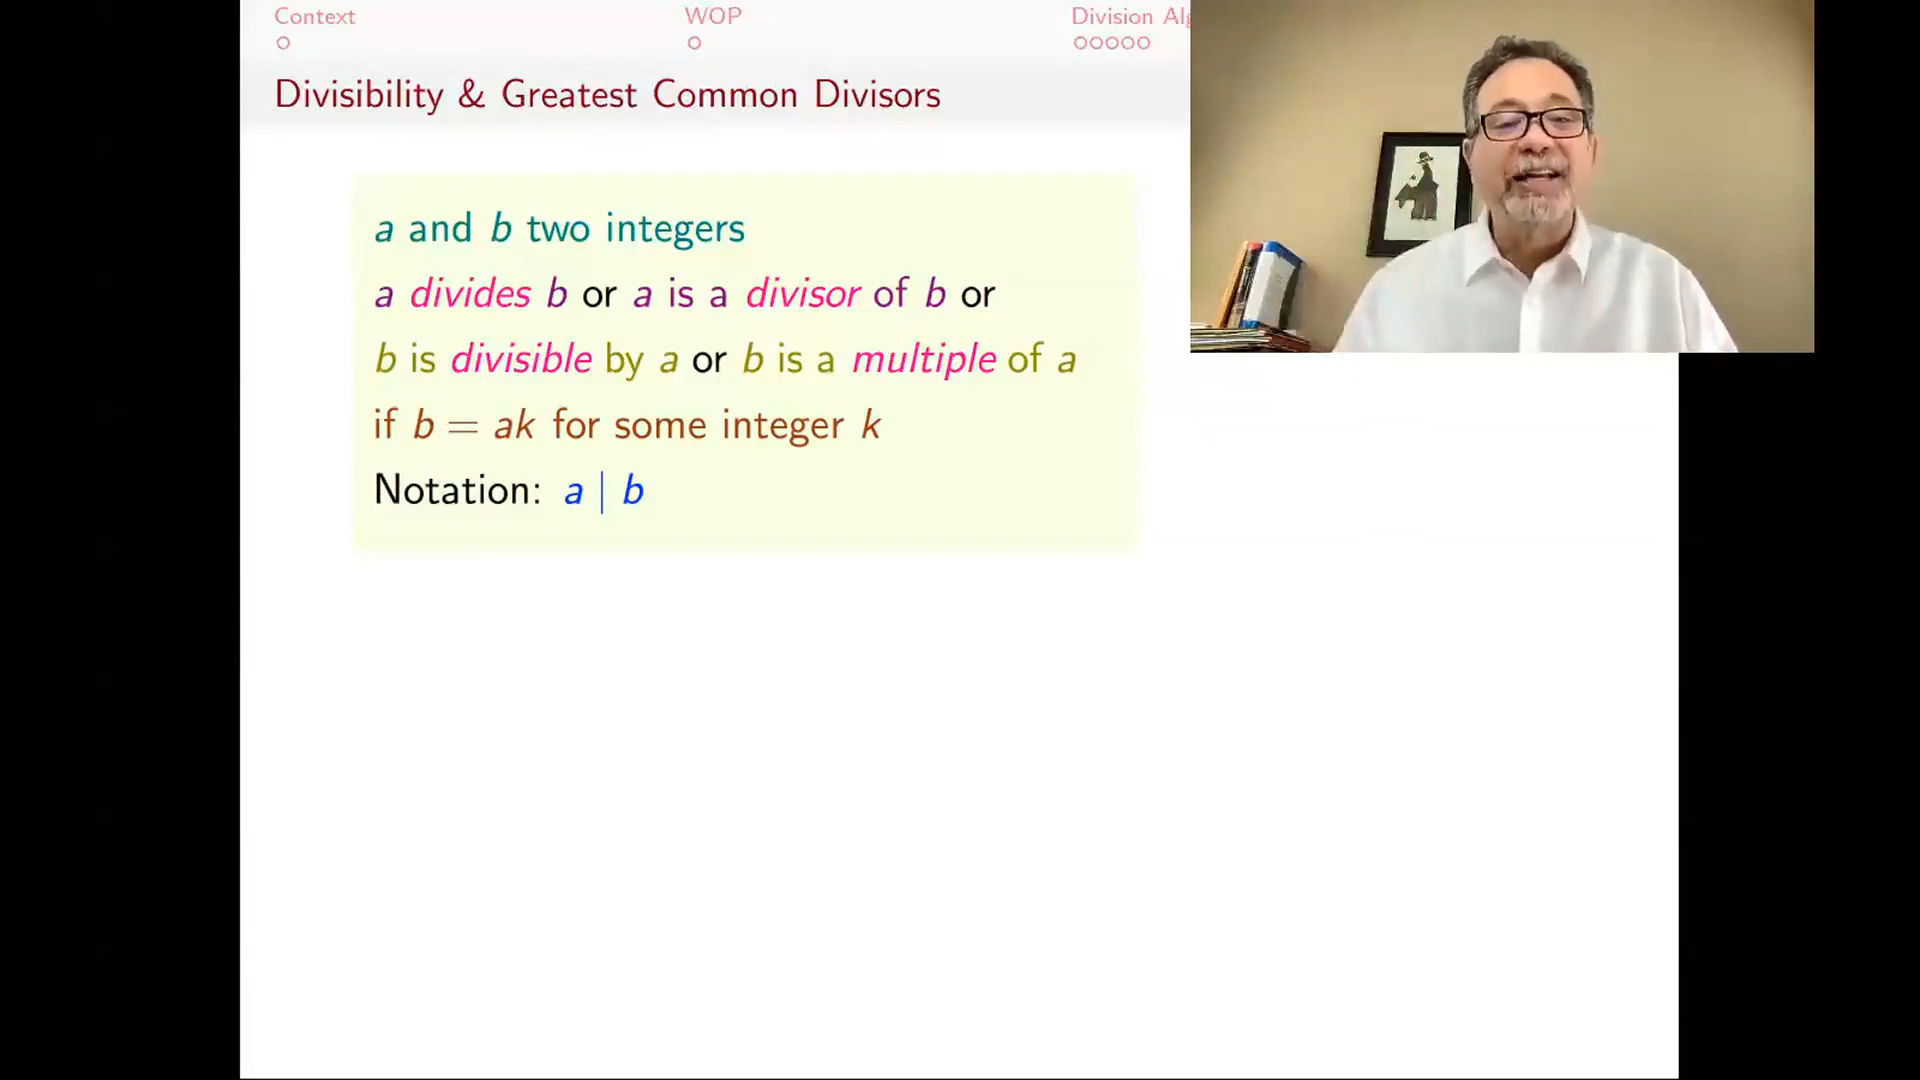 Context
WOP
Division Alg
Divisibility & Greatest Common Divisors
a and b two integers
a divides b or a is a divisor of b or
b is divisible by a or b is a multiple of a
if b = ak for some integer k
Notation: a | b